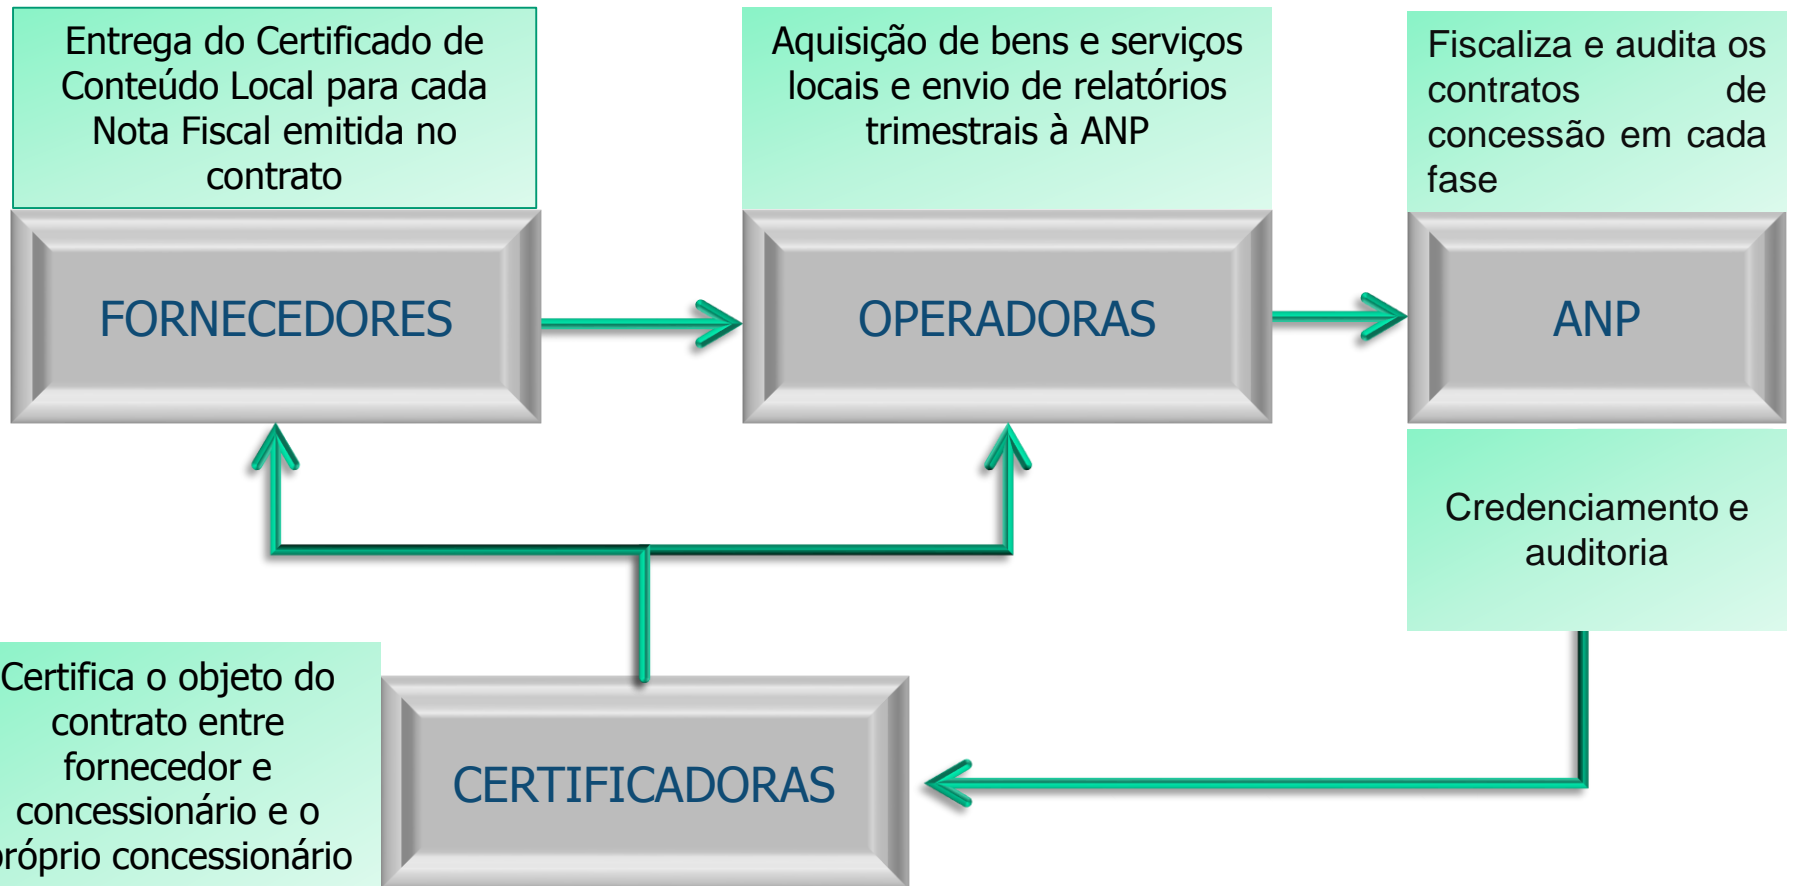 Entrega do Certificado de
Conteúdo Local para cada
Nota Fiscal emitida no
contrato
Aquisição de bens e serviços
locais e envio de relatórios
trimestrais à ANP
Fiscaliza e audita os
contratos de
concessão em cada
fase
FORNECEDORES
OPERADORAS
ANP
Credenciamento e
auditoria
Certifica o objeto do
contrato entre
fornecedor e
concessionário e o
próprio concessionário
CERTIFICADORAS